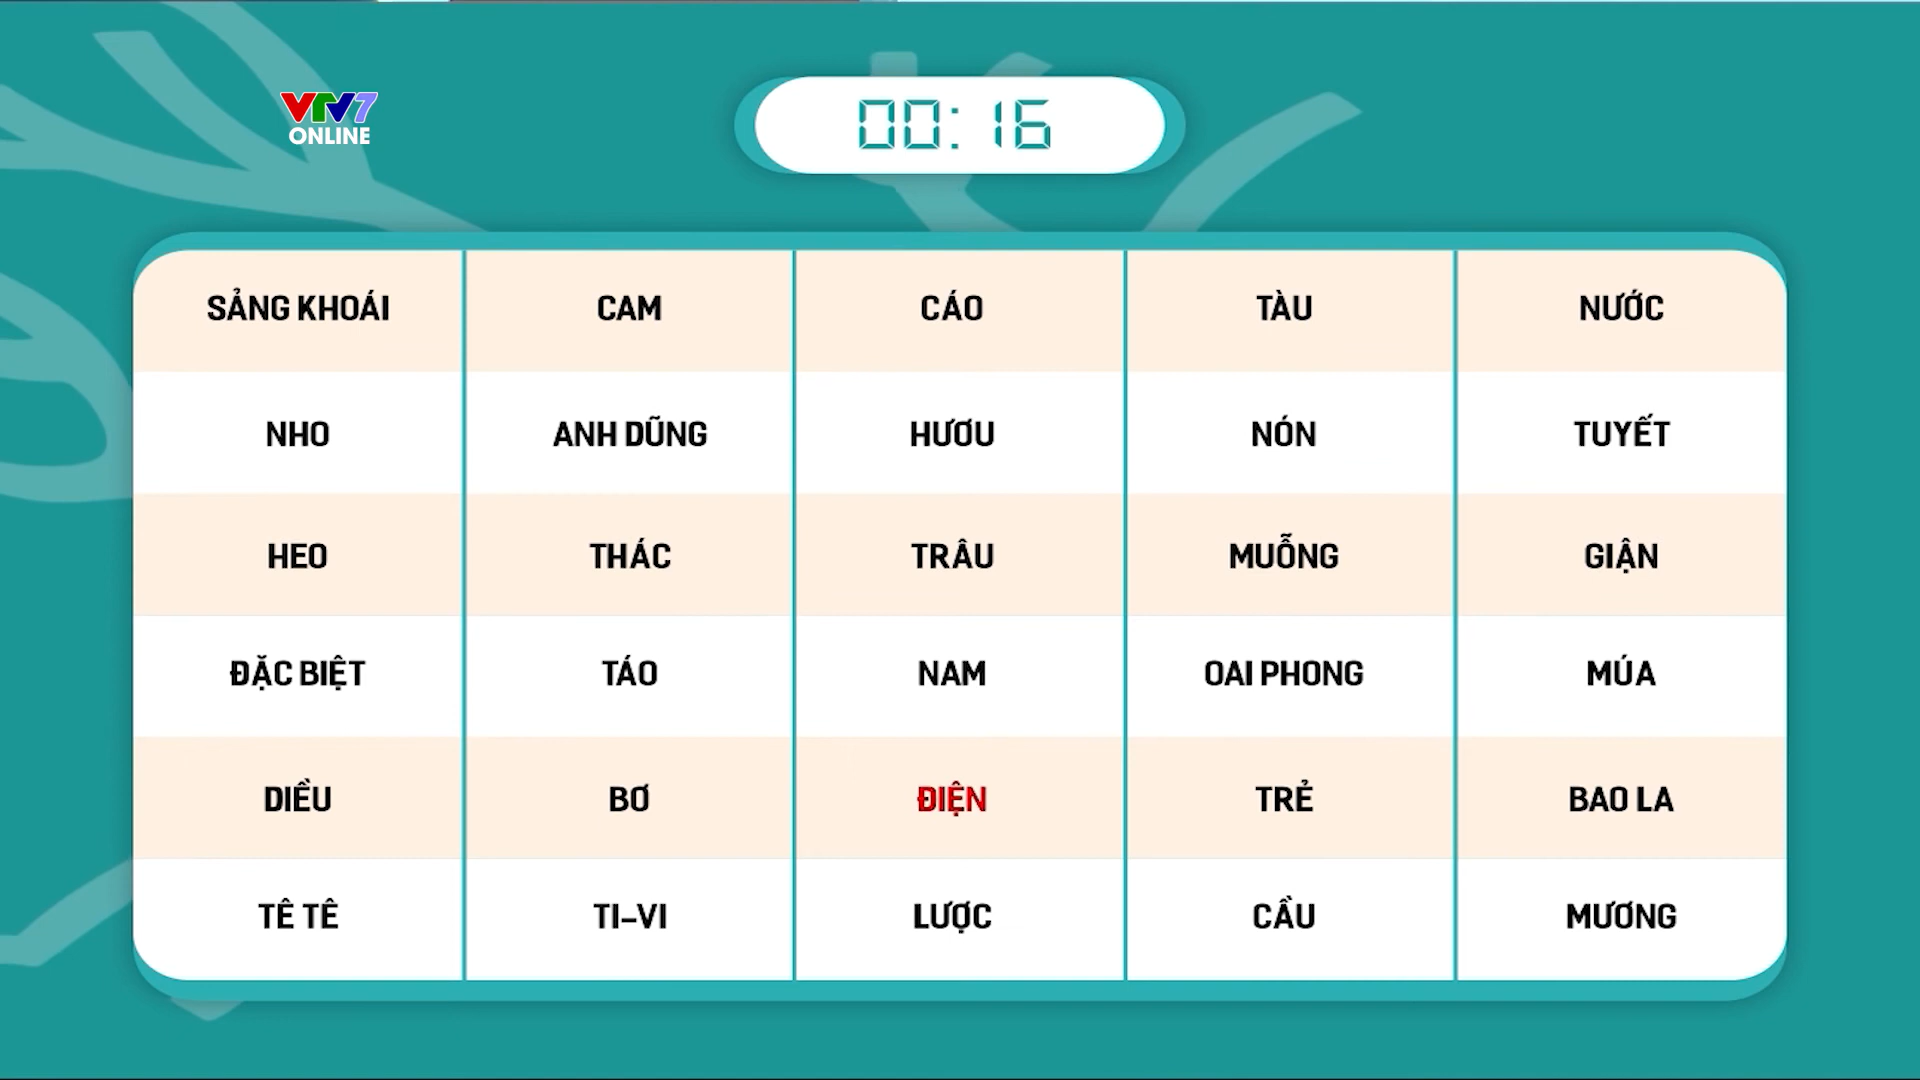 VTV7
ONLINE
00:16
SẢNG KHOÁI CAM CÁO TÀU NƯỚC
NHO ANH DŨNG HƯƠU NÓN TUYẾT
HEO THÁC TRÂU MUỖNG GIẬN
ĐẶC BIỆT TÁO NAM OAI PHONG MÚA
DIỀU BƠ ĐIỆN TRẺ BAO LA
TÊ TÊ TI-VI LƯỢC CẦU MƯƠNG